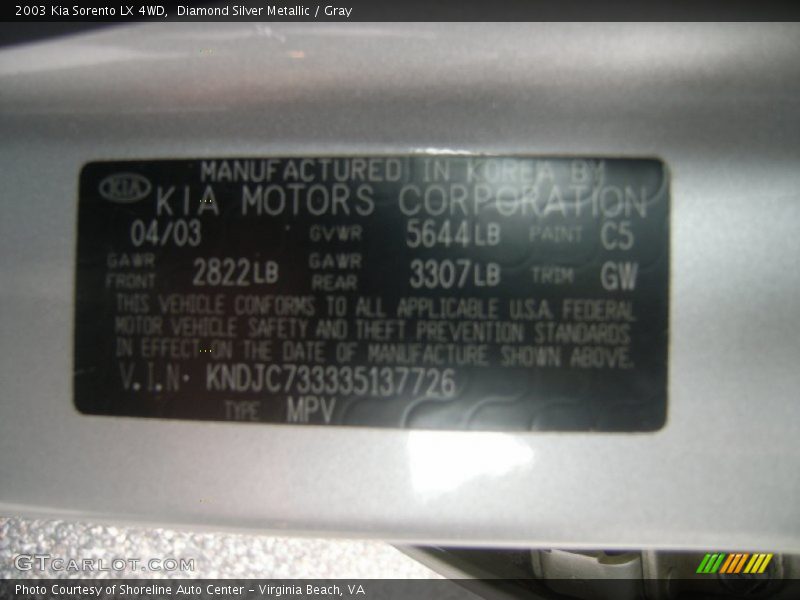 2003 Kia Sorento LX 4WD, Diamond Silver Metallic / Gray
MANUFACTURED IN KOREA BY
KIA KIA MOTORS CORPORATION
04/03 GVWR 5644LB PAINT C5
GAWR FRONT 2822LB GAWR REAR 3307LB TRIM GW
THIS VEHICLE CONFORMS TO ALL APPLICABLE U.S.A. FEDERAL
MOTOR VEHICLE SAFETY AND THEFT PREVENTION STANDARDS
IN EFFECT ON THE DATE OF MANUFACTURE SHOWN ABOVE.
V.I.N. KNDJC733335137726
TYPE MPV
GTCARLOT.COM
Photo Courtesy of Shoreline Auto Center - Virginia Beach, VA